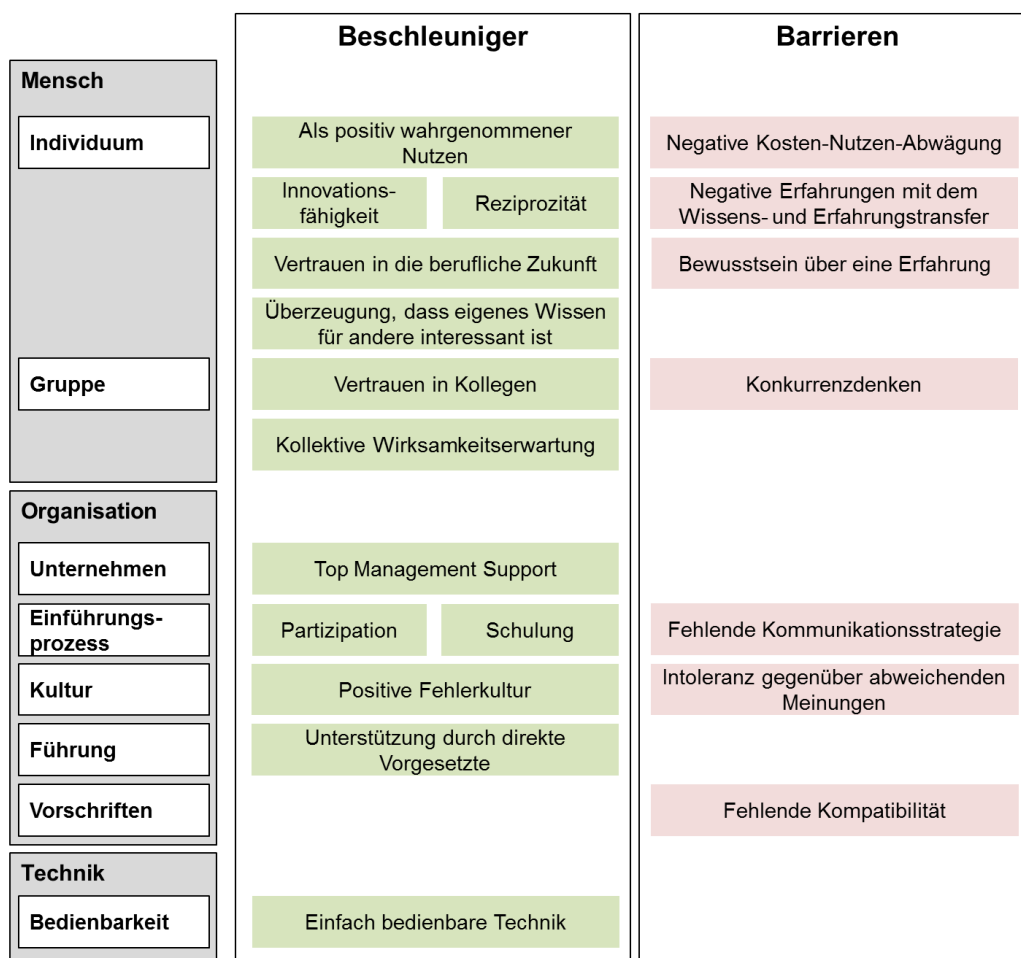 Beschleuniger
Barrieren
Mensch
Individuum
Als positiv wahrgenommener
Nutzen
Negative Kosten-Nutzen-Abwägung
Innovations-
fähigkeit
Reziprozität
Negative Erfahrungen mit dem
Wissens- und Erfahrungstransfer
Vertrauen in die berufliche Zukunft
Bewusstsein über eine Erfahrung
Überzeugung, dass eigenes Wissen
für andere interessant ist
Gruppe
Vertrauen in Kollegen
Konkurrenzdenken
Kollektive Wirksamkeitserwartung
Organisation
Unternehmen
Top Management Support
Einführungs-
prozess
Partizipation
Schulung
Fehlende Kommunikationsstrategie
Kultur
Positive Fehlerkultur
Intoleranz gegenüber abweichenden
Meinungen
Führung
Unterstützung durch direkte
Vorgesetzte
Vorschriften
Fehlende Kompatibilität
Technik
Bedienbarkeit
Einfach bedienbare Technik